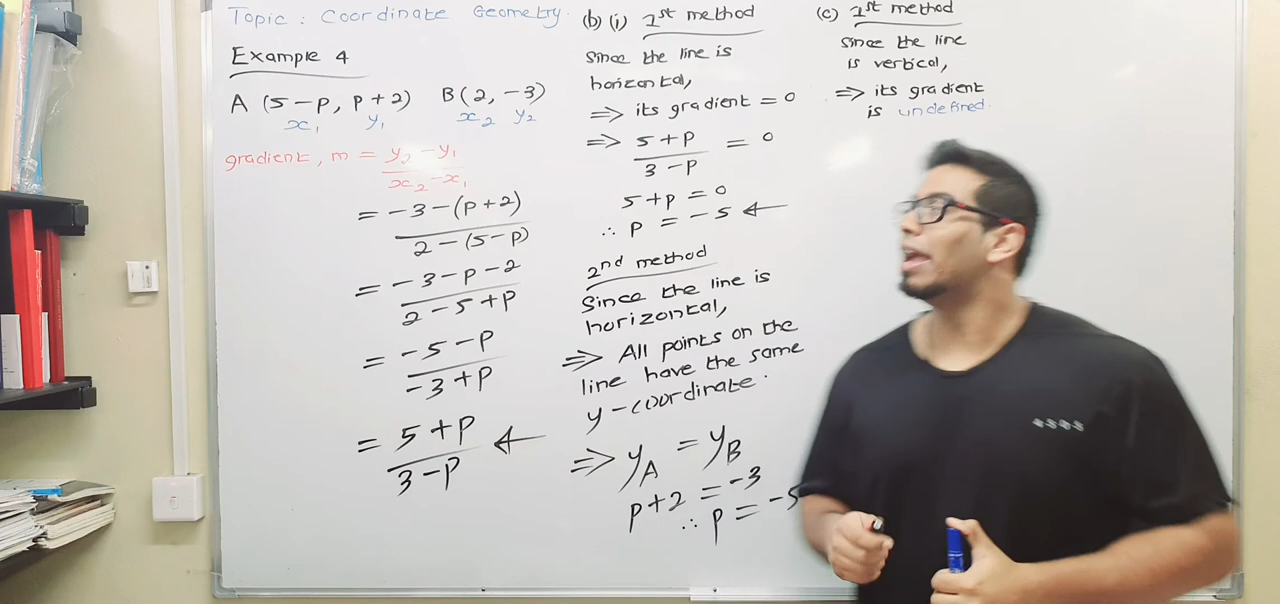 Topic : Coordinate Geometry.
Example 4
A (5-p, p+2) B(2, -3)
x₁ y₁ x₂ y₂
gradient, m = y₂ - y₁
x₂ - x₁
= -3 - (p+2)
2 - (5-p)
= -3 - p - 2
2 - 5 + p
= -5 - p
-3 + p
= 5 + p ←
3 - p
(b) (i) 1st method
Since the line is
horizontal,
⇒ its gradient = 0
⇒ 5 + p = 0
3 - p
5 + p = 0
∴ p = -5 ←
2nd method
Since the line is
horizontal,
⇒ All points on the
line have the same
y-coordinate.
⇒ y_A = y_B
p+2 = -3
∴ p = -5
(c) 1st method
Since the line
is vertical,
⇒ its gradient
is undefined.